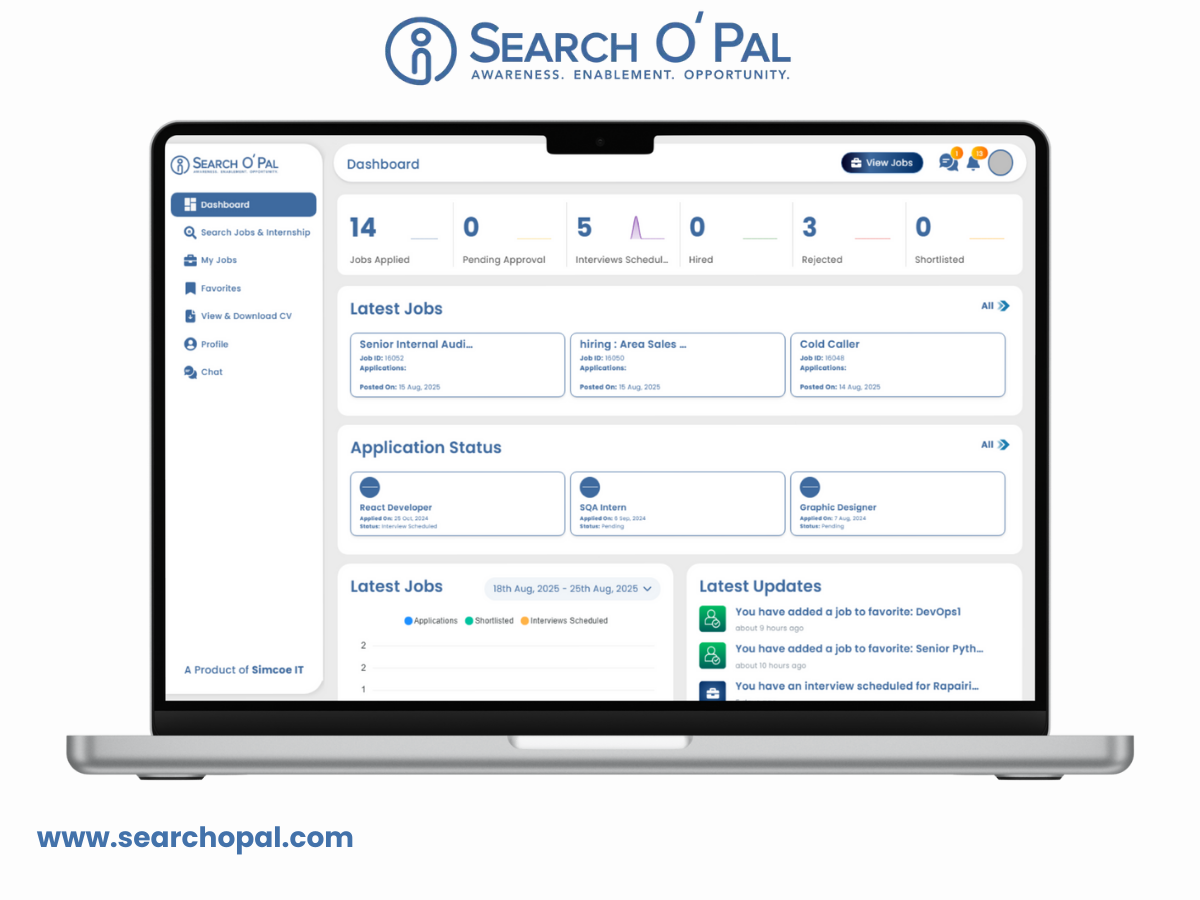 SEARCH O'PAL
AWARENESS. ENABLEMENT. OPPORTUNITY.
SEARCH O'PAL
AWARENESS. ENABLEMENT. OPPORTUNITY.
Dashboard
Search Jobs & Internship
My Jobs
Favorites
View & Download CV
Profile
Chat
A Product of Simcoe IT
Dashboard
View Jobs
1
14 0 5 0 3 0
Jobs Applied Pending Approval Interviews Schedul... Hired Rejected Shortlisted
Latest Jobs All
Senior Internal Audi...
Job ID: 16052
Applications:
Posted On: 15 Aug, 2025
hiring : Area Sales ...
Job ID: 16050
Applications:
Posted On: 15 Aug, 2025
Cold Caller
Job ID: 16048
Applications:
Posted On: 14 Aug, 2025
Application Status All
React Developer
Applied On: 25 Oct, 2024
Status: Interview Scheduled
SQA Intern
Applied On: 6 Sep, 2024
Status: Pending
Graphic Designer
Applied On: 7 Aug, 2024
Status: Pending
Latest Jobs 18th Aug, 2025 - 25th Aug, 2025
Applications Shortlisted Interviews Scheduled
2
2
1
Latest Updates
You have added a job to favorite: DevOps1
about 9 hours ago
You have added a job to favorite: Senior Pyth...
about 10 hours ago
You have an interview scheduled for Rapairi...
www.searchopal.com